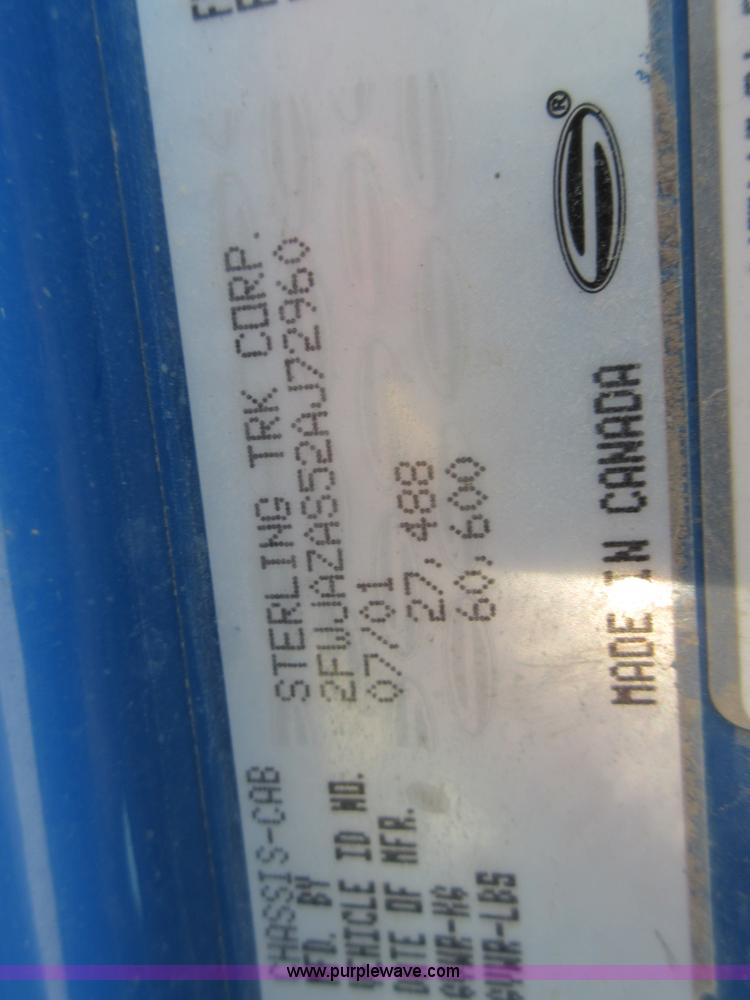 CHASSIS-CAB
MFD. BY STERLING TRK CORP.
VEHICLE ID NO. 2FWJAZAS52AJ72960
DATE OF MFR. 07/01
GVWR-KG 27,488
GVWR-LBS 60,600
MADE IN CANADA
®
www.purplewave.com